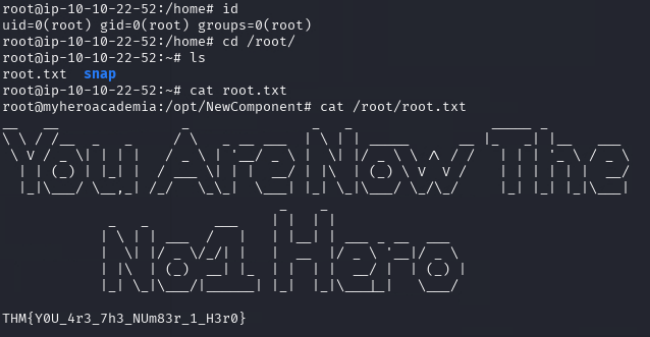 root@ip-10-10-22-52:/home# id
uid=0(root) gid=0(root) groups=0(root)
root@ip-10-10-22-52:/home# cd /root/
root@ip-10-10-22-52:~# ls
root.txt  snap
root@ip-10-10-22-52:~# cat root.txt
root@myheroacademia:/opt/NewComponent# cat /root/root.txt
You Are Now The
No1 Hero
THM{Y0U_4r3_7h3_NUm83r_1_H3r0}